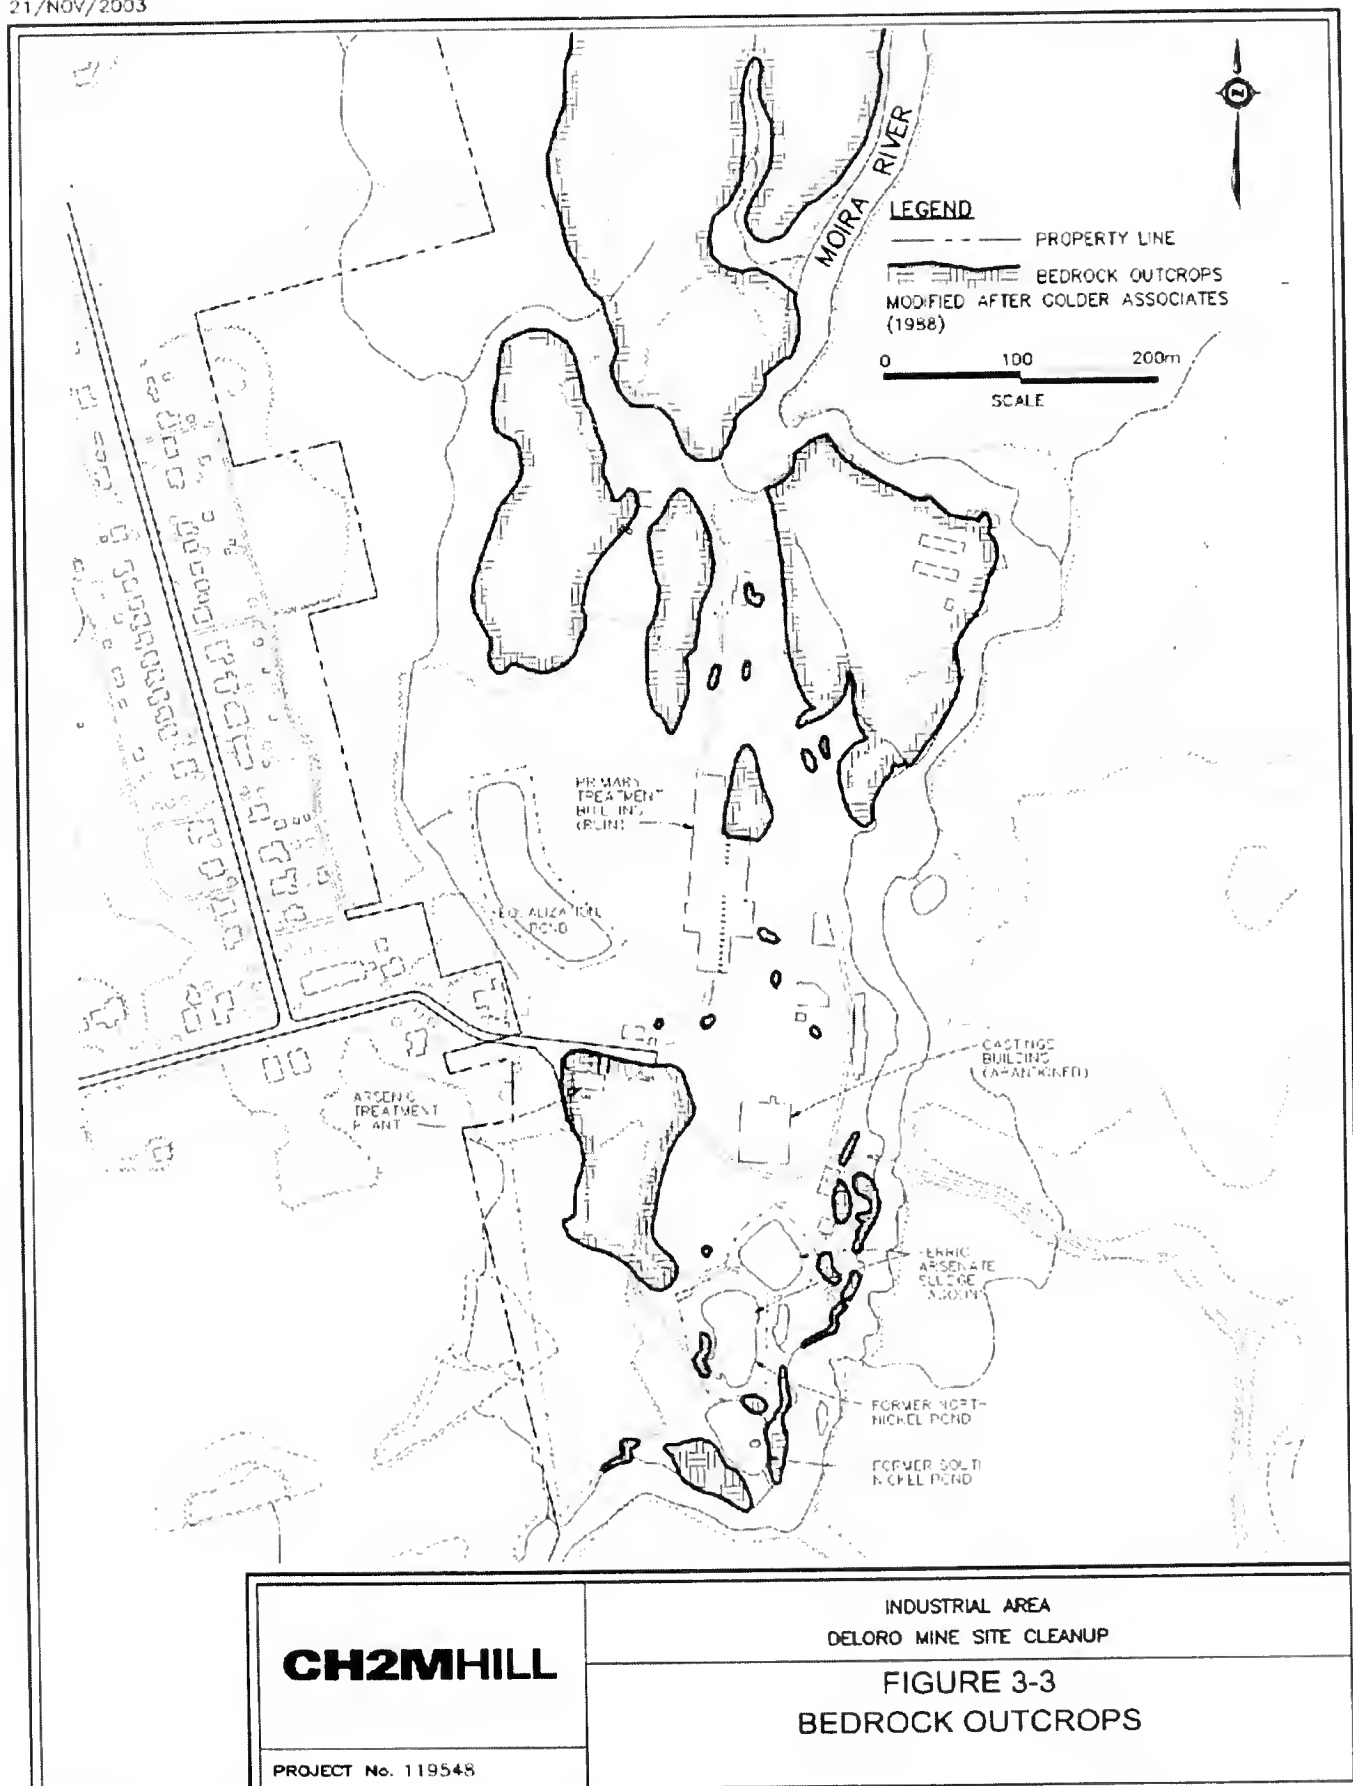 21/NOV/2003
MOIRA RIVER
LEGEND
PROPERTY LINE
BEDROCK OUTCROPS
MODIFIED AFTER GOLDER ASSOCIATES
(1988)
0 100 200m
SCALE
PRIMARY
TREATMENT
BUILDING
(RUIN)
EQUALIZATION
POND
CASTINGS
BUILDING
(ABANDONED)
ARSENIC
TREATMENT
PLANT
FERRIC
ARSENATE
SLUDGE
LAGOONS
FORMER NORTH
NICKEL POND
FORMER SOUTH
NICKEL POND
CH2MHILL
INDUSTRIAL AREA
DELORO MINE SITE CLEANUP
FIGURE 3-3
BEDROCK OUTCROPS
PROJECT No. 119548